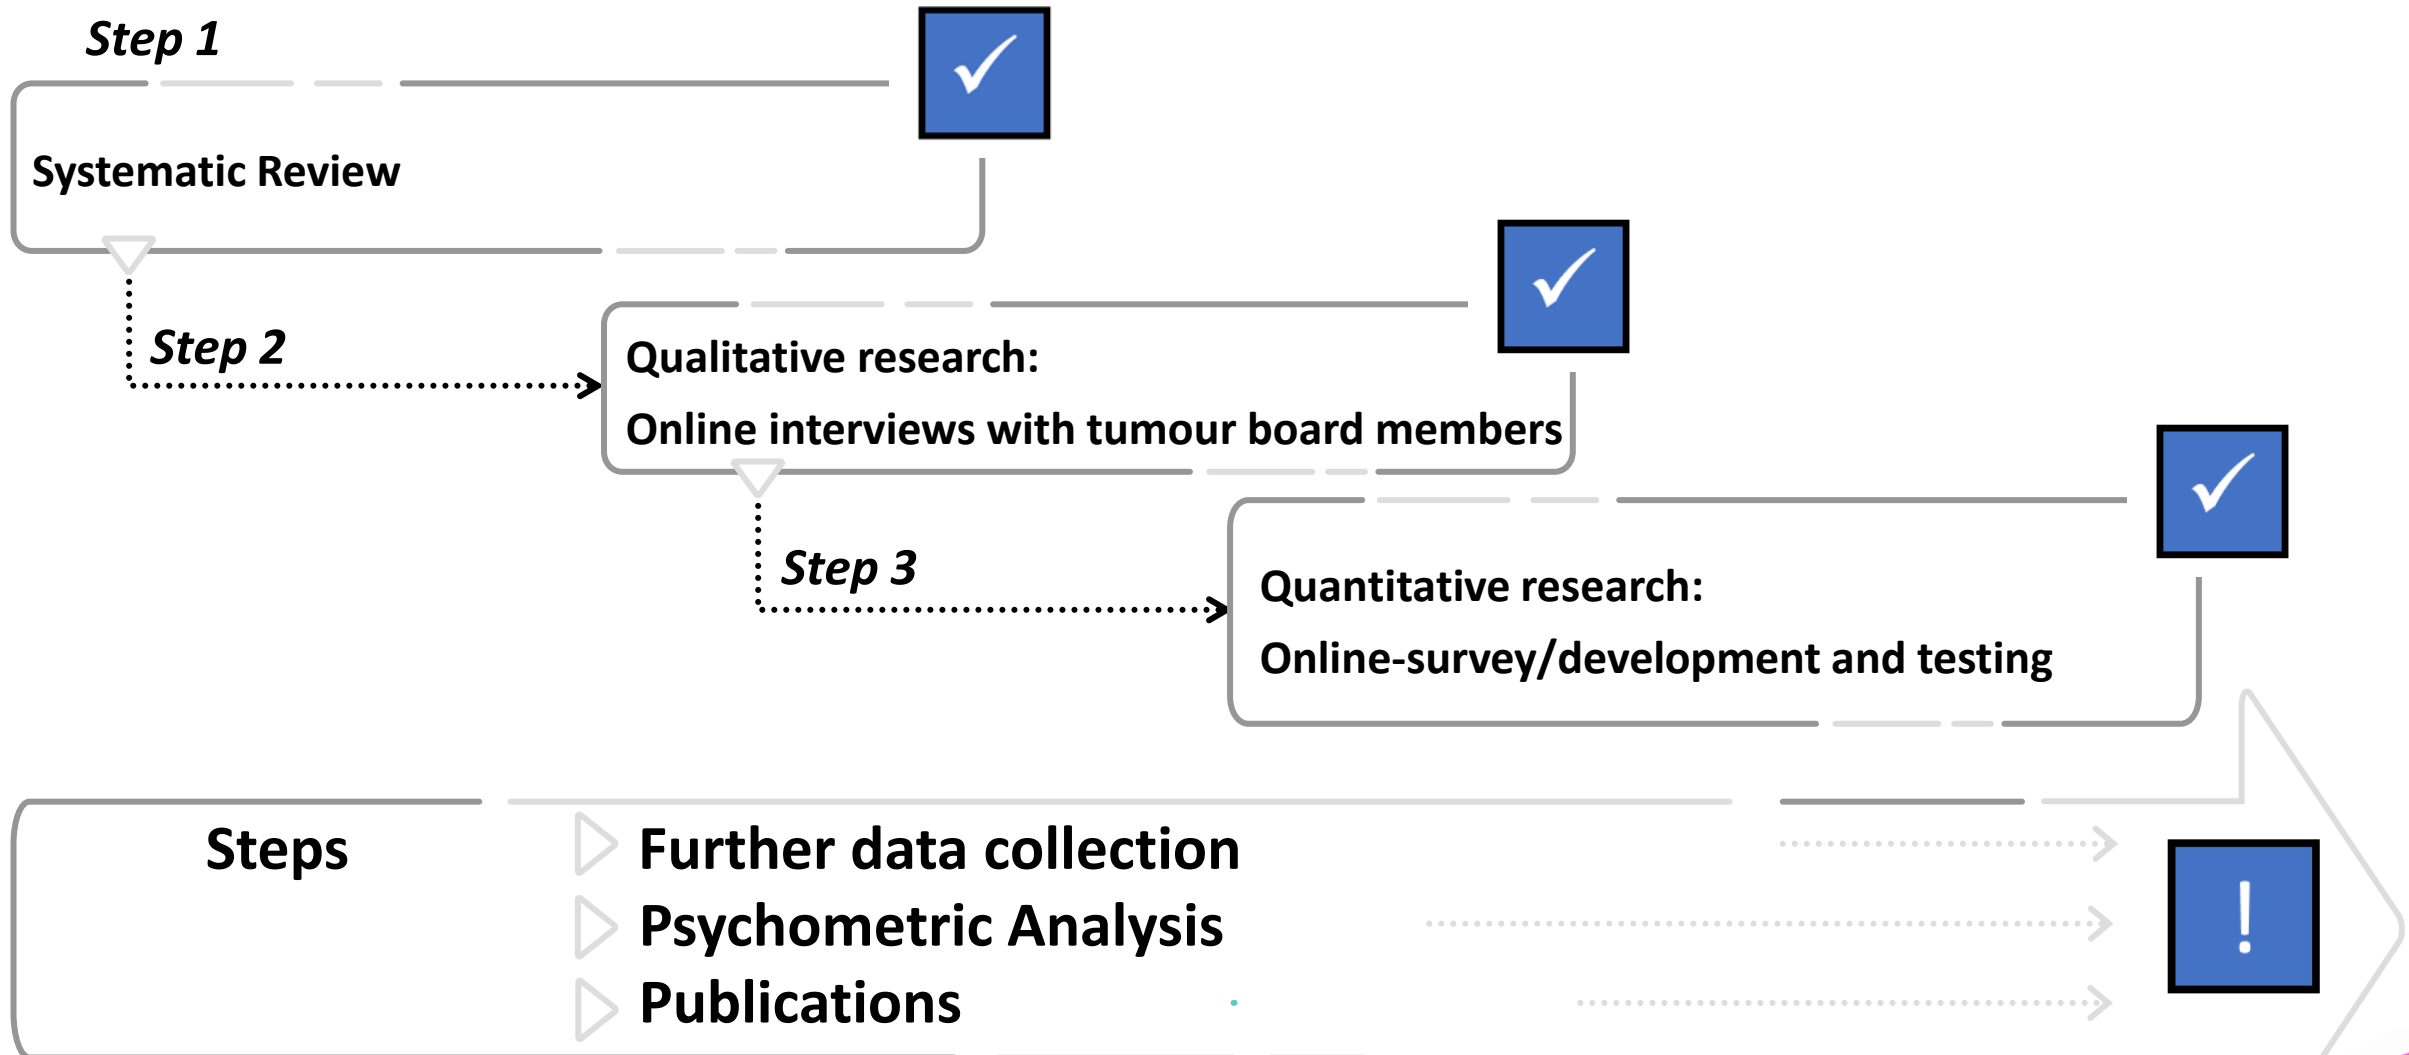 Step 1
Systematic Review
Step 2
Qualitative research:
Online interviews with tumour board members
Step 3
Quantitative research:
Online-survey/development and testing
Steps
Further data collection
Psychometric Analysis
Publications
!